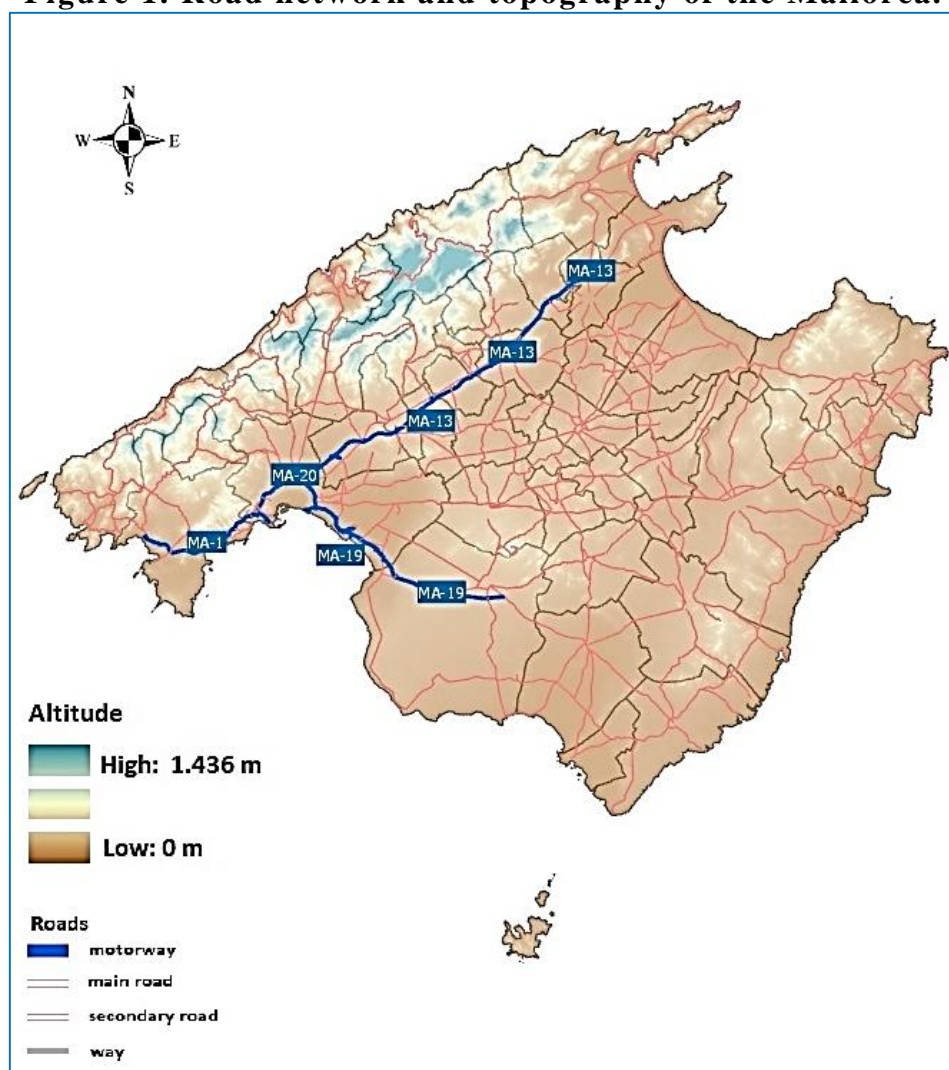 Figure 1. Road network and topography of the Mallorca.
N
W E
S
MA-13
MA-13
MA-13
MA-20
MA-1
MA-19
MA-19
Altitude
High: 1.436 m
Low: 0 m
Roads
motorway
main road
secondary road
way